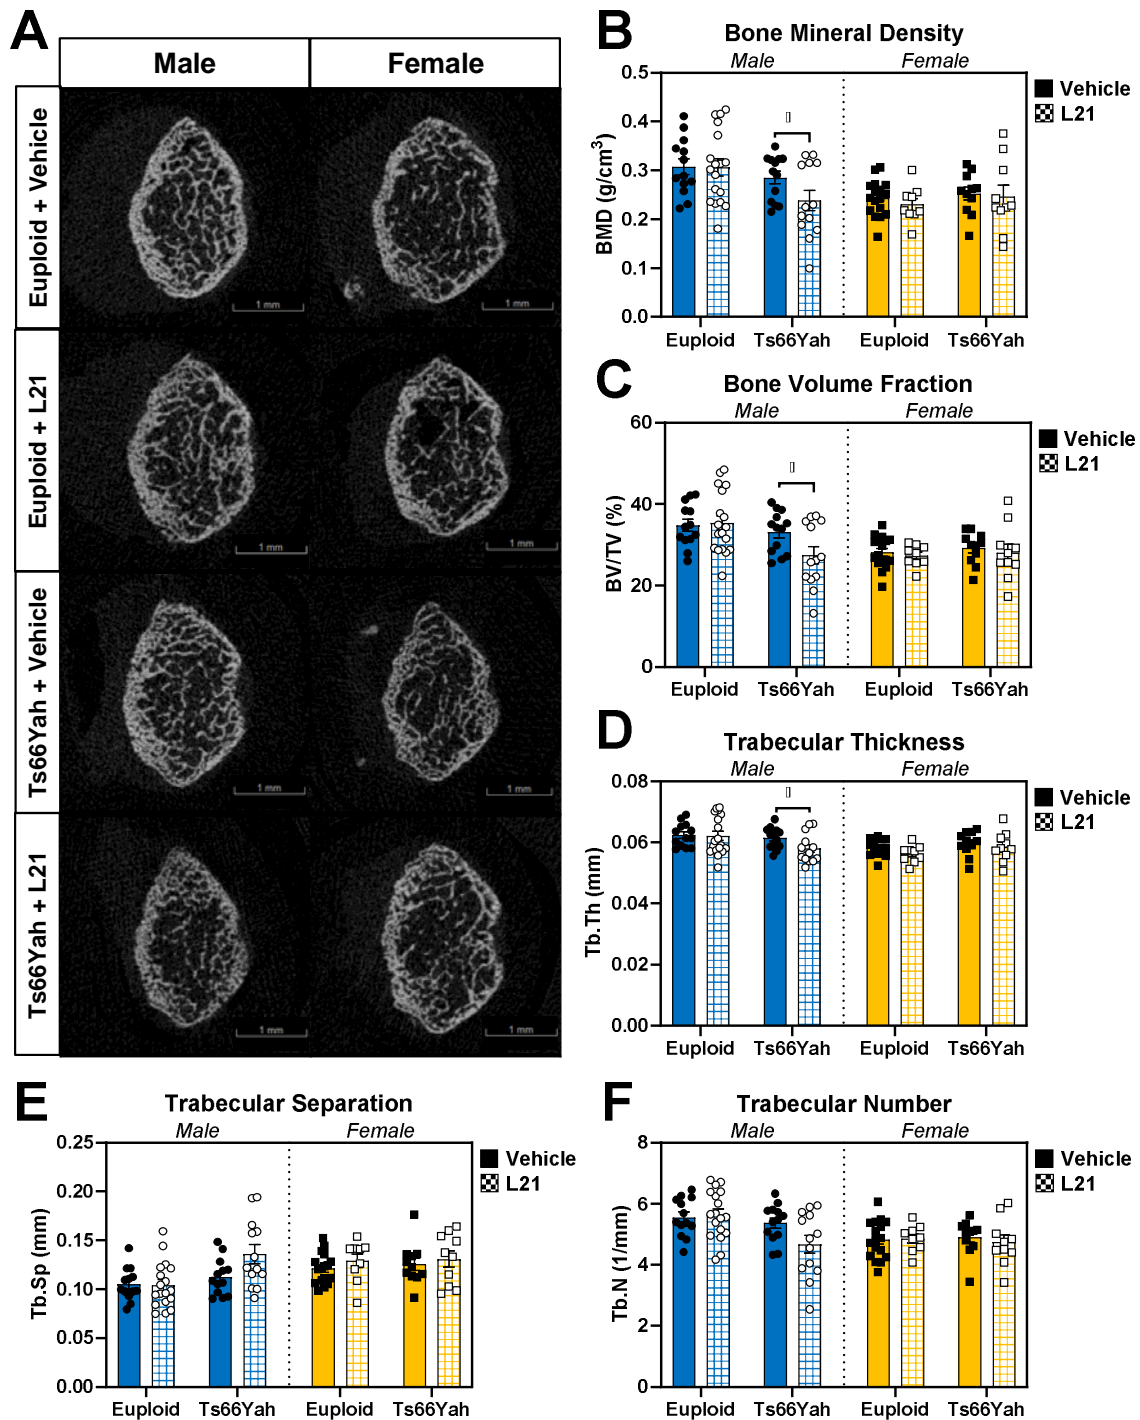 A
Male
Female
Euploid + Vehicle
1 mm
1 mm
Euploid + L21
1 mm
1 mm
Ts66Yah + Vehicle
1 mm
1 mm
Ts66Yah + L21
1 mm
1 mm
B
Bone Mineral Density
Male
Female
BMD (g/cm³)
0.5
0.4
0.3
0.2
0.1
0.0
Euploid
Ts66Yah
Euploid
Ts66Yah
Vehicle
L21
C
Bone Volume Fraction
Male
Female
BV/TV (%)
60
40
20
0
Euploid
Ts66Yah
Euploid
Ts66Yah
Vehicle
L21
D
Trabecular Thickness
Male
Female
Tb.Th (mm)
0.08
0.06
0.04
0.02
0.00
Euploid
Ts66Yah
Euploid
Ts66Yah
Vehicle
L21
E
Trabecular Separation
Male
Female
Tb.Sp (mm)
0.25
0.20
0.15
0.10
0.05
0.00
Euploid
Ts66Yah
Euploid
Ts66Yah
Vehicle
L21
F
Trabecular Number
Male
Female
Tb.N (1/mm)
8
6
4
2
0
Euploid
Ts66Yah
Euploid
Ts66Yah
Vehicle
L21